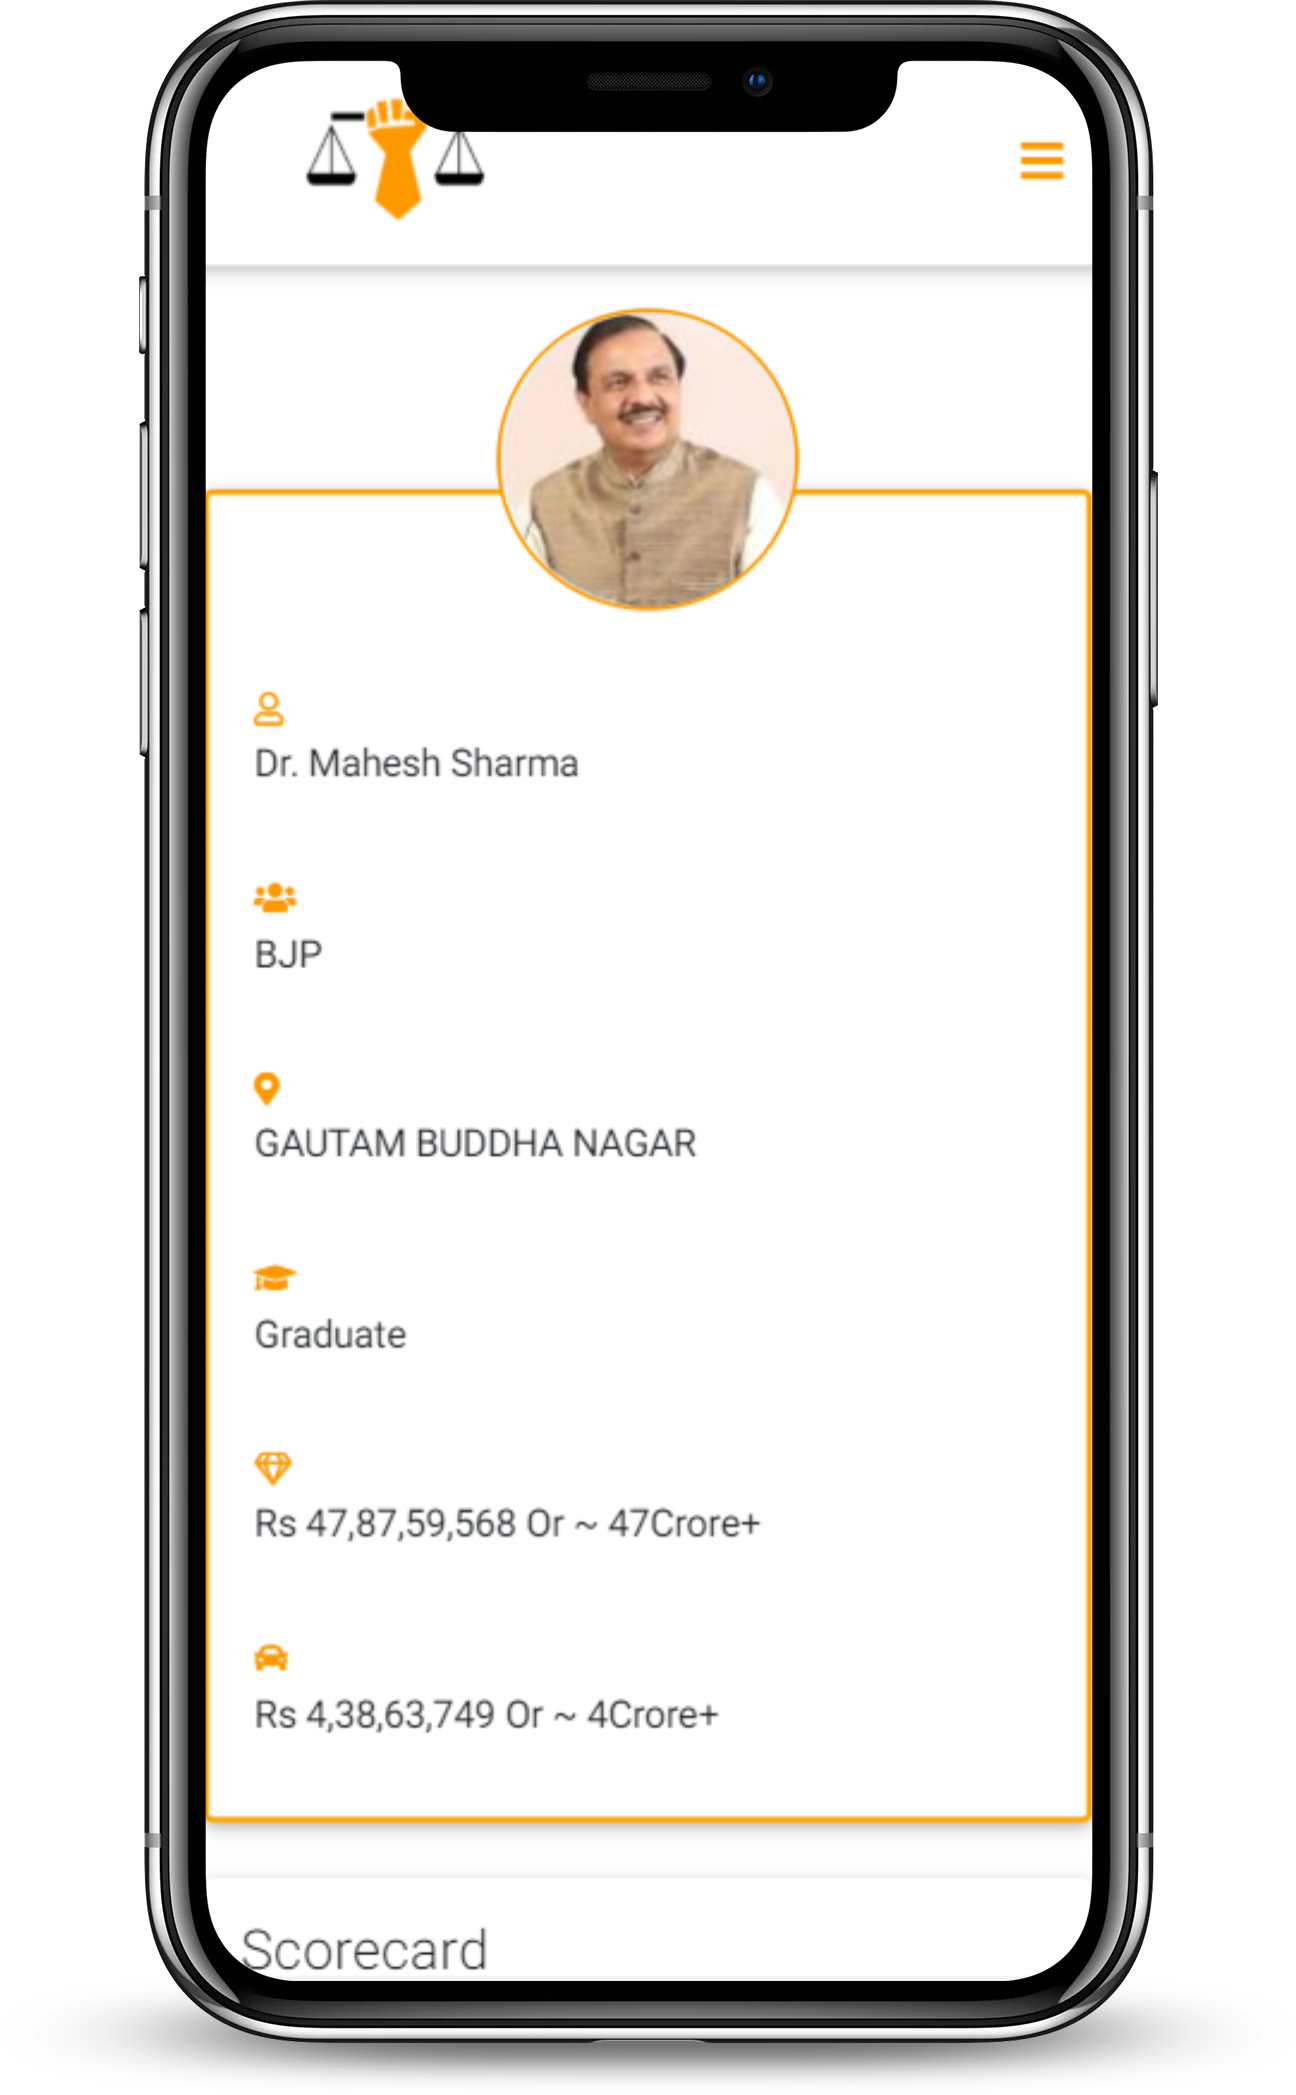 Dr. Mahesh Sharma
BJP
GAUTAM BUDDHA NAGAR
Graduate
Rs 47,87,59,568 Or ~ 47Crore+
Rs 4,38,63,749 Or ~ 4Crore+
Scorecard